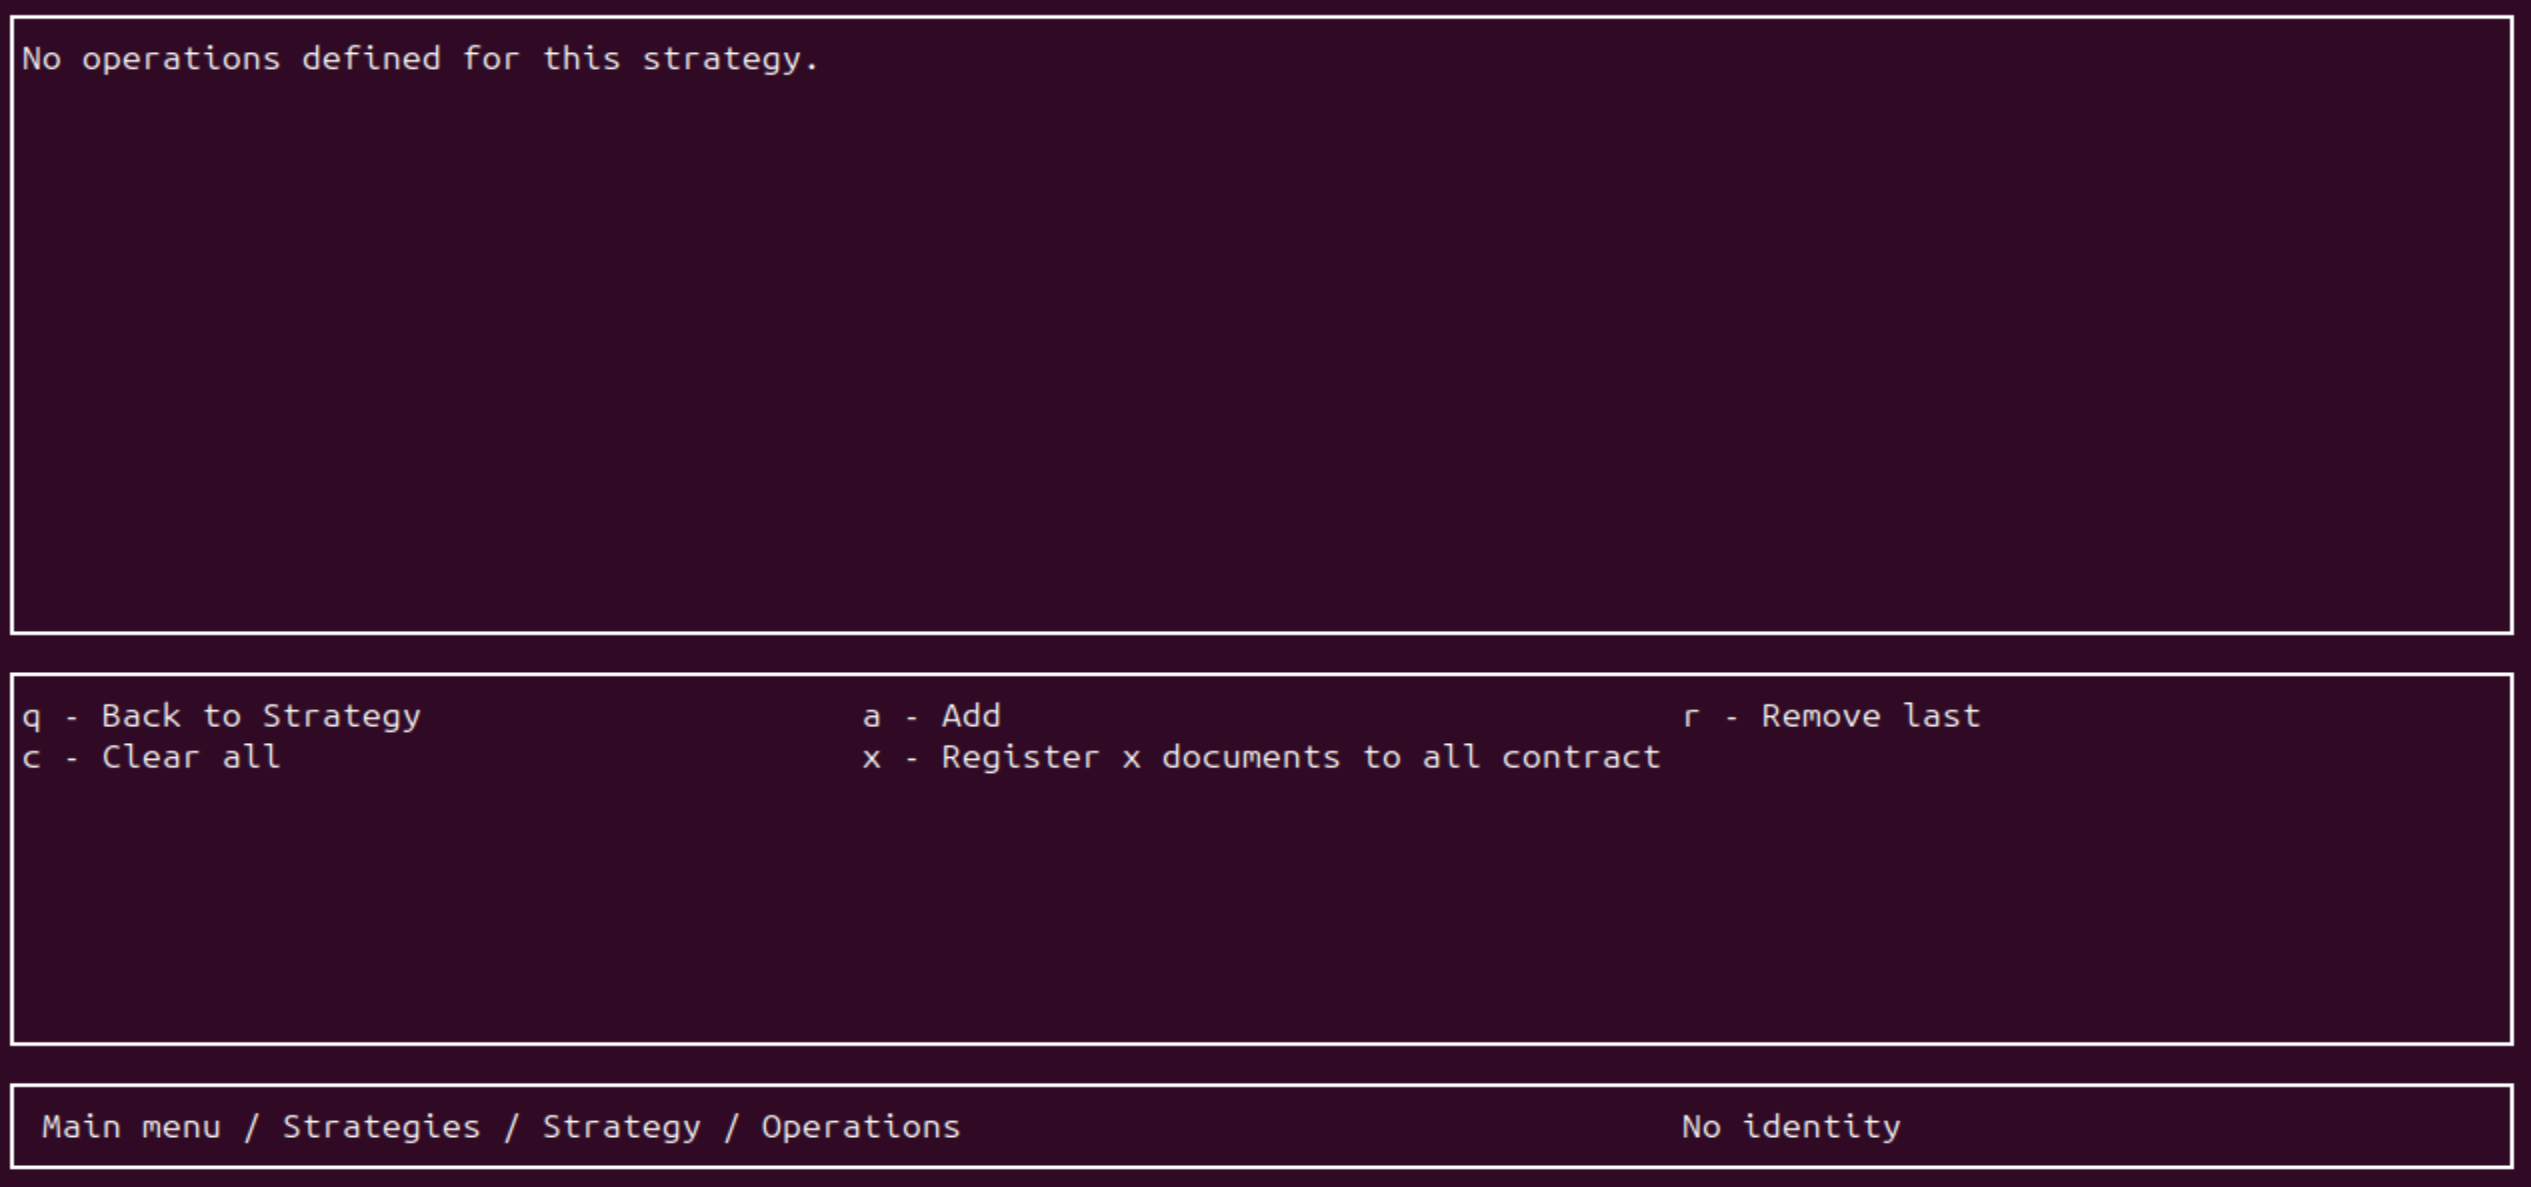 No operations defined for this strategy.
q - Back to Strategy a - Add r - Remove last
c - Clear all x - Register x documents to all contract
Main menu / Strategies / Strategy / Operations No identity